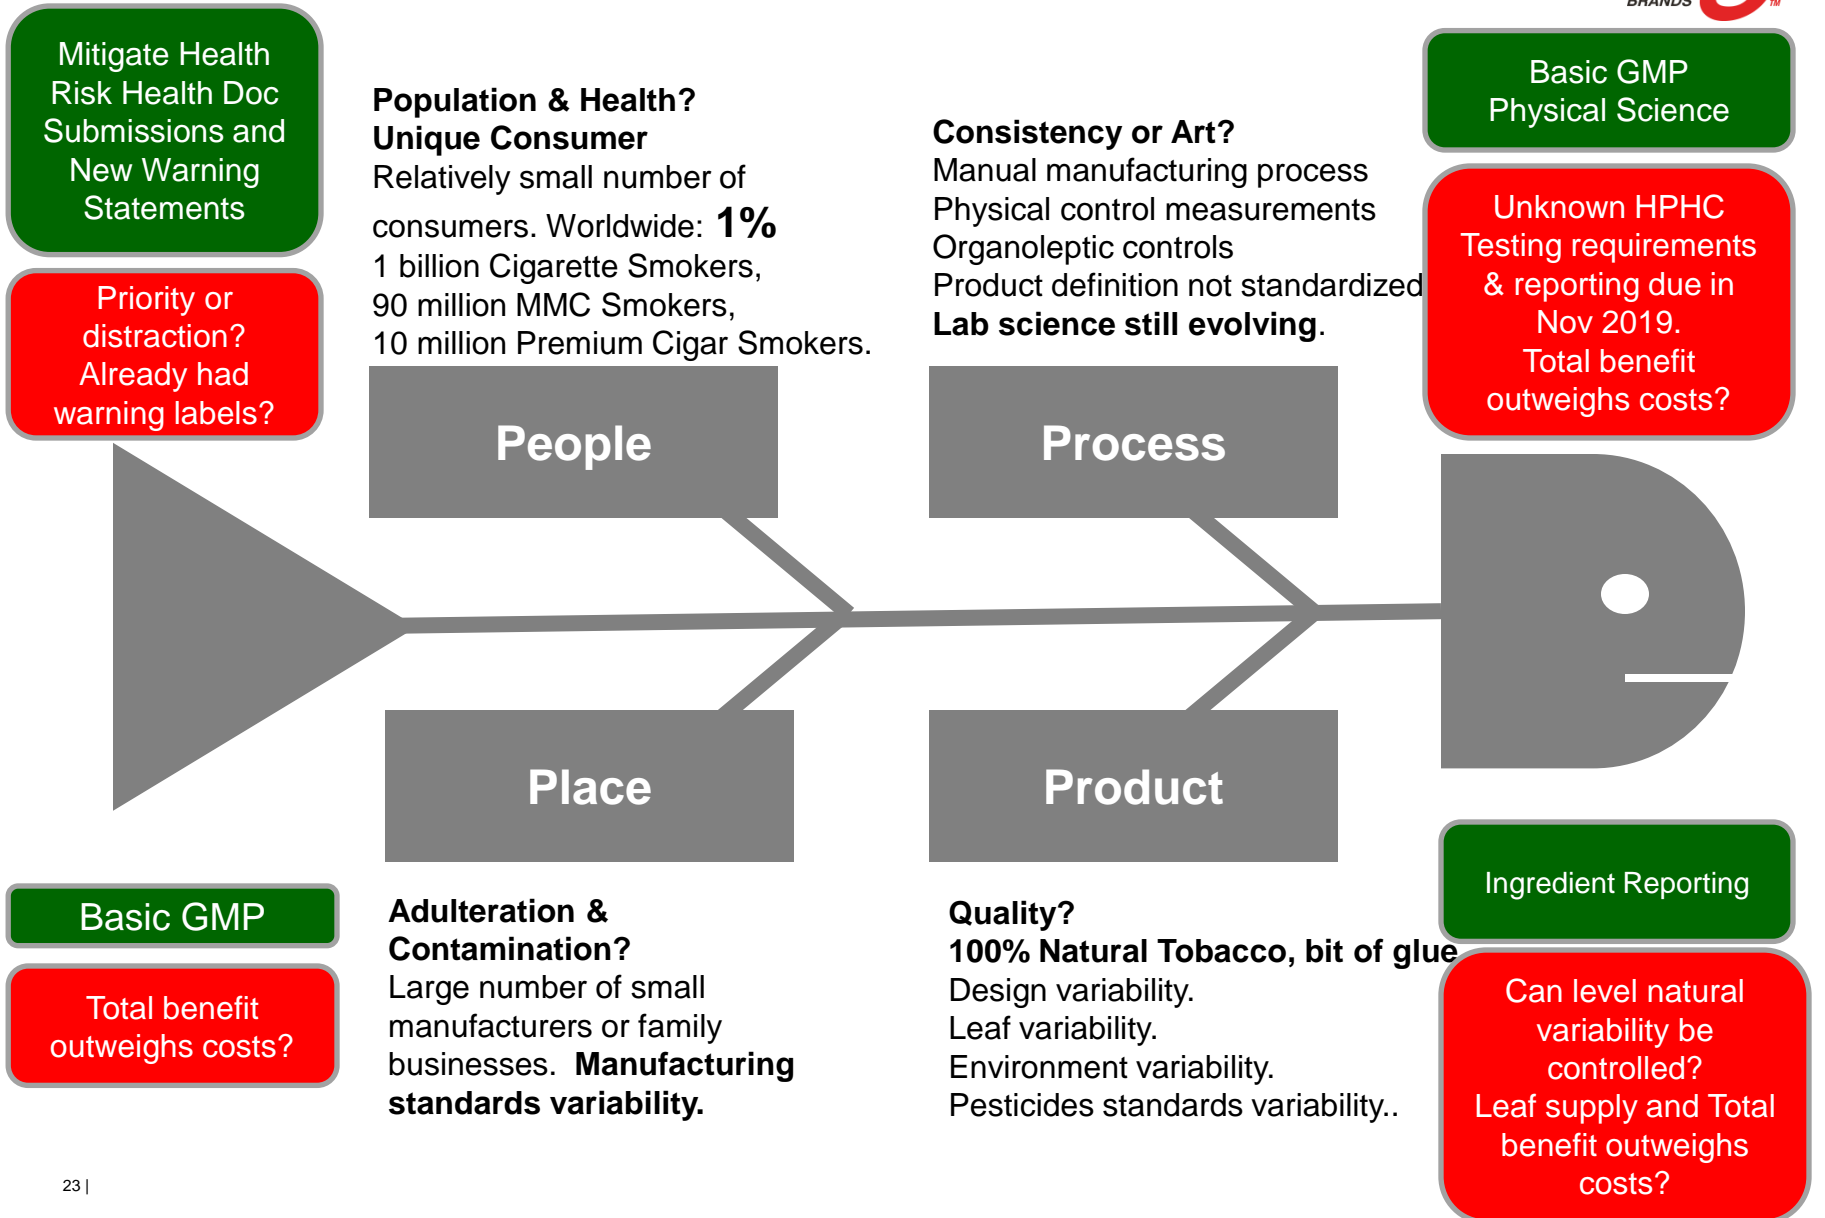 BRANDS
TM
Mitigate Health
Risk Health Doc
Submissions and
New Warning
Statements
Priority or
distraction?
Already had
warning labels?
Population & Health?
Unique Consumer
Relatively small number of
consumers. Worldwide: 1%
1 billion Cigarette Smokers,
90 million MMC Smokers,
10 million Premium Cigar Smokers.
Consistency or Art?
Manual manufacturing process
Physical control measurements
Organoleptic controls
Product definition not standardized
Lab science still evolving.
Basic GMP
Physical Science
Unknown HPHC
Testing requirements
& reporting due in
Nov 2019.
Total benefit
outweighs costs?
People
Process
Place
Product
Basic GMP
Total benefit
outweighs costs?
Adulteration &
Contamination?
Large number of small
manufacturers or family
businesses. Manufacturing
standards variability.
Quality?
100% Natural Tobacco, bit of glue
Design variability.
Leaf variability.
Environment variability.
Pesticides standards variability..
Ingredient Reporting
Can level natural
variability be
controlled?
Leaf supply and Total
benefit outweighs
costs?
23 |